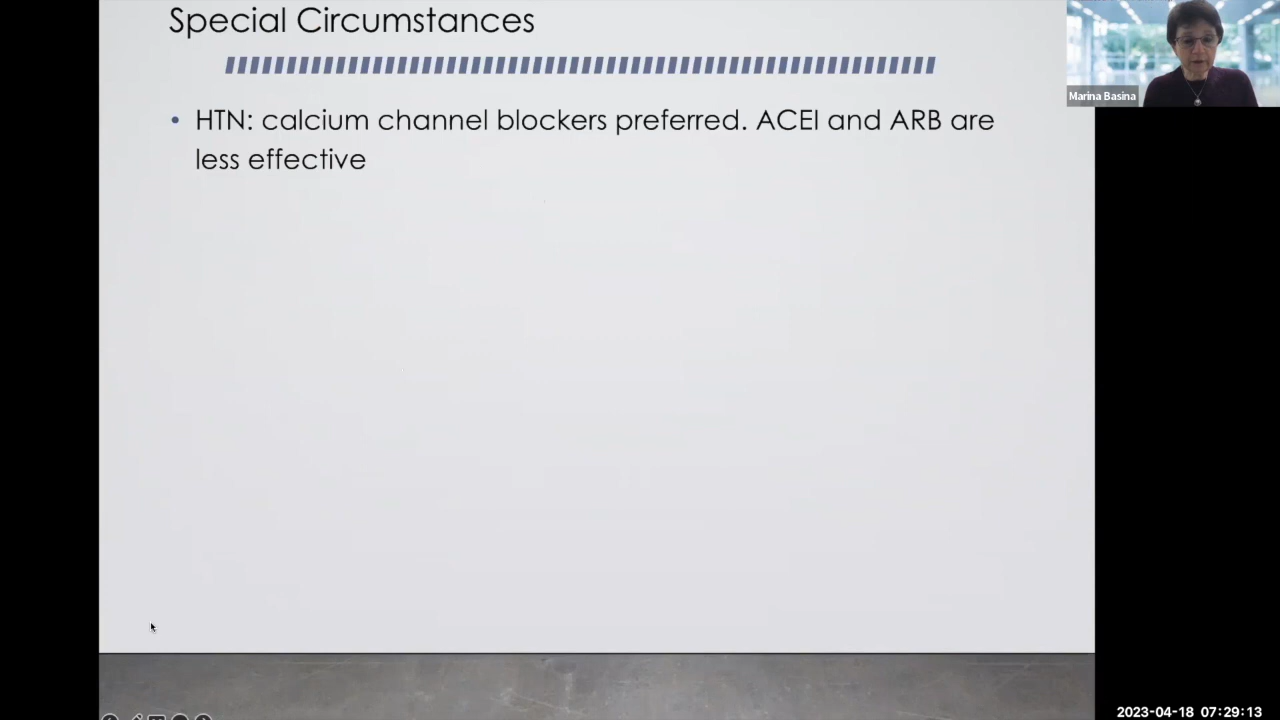 Special Circumstances
• HTN: calcium channel blockers preferred. ACEI and ARB are
less effective
Marina Basina
2023-04-18 07:29:13